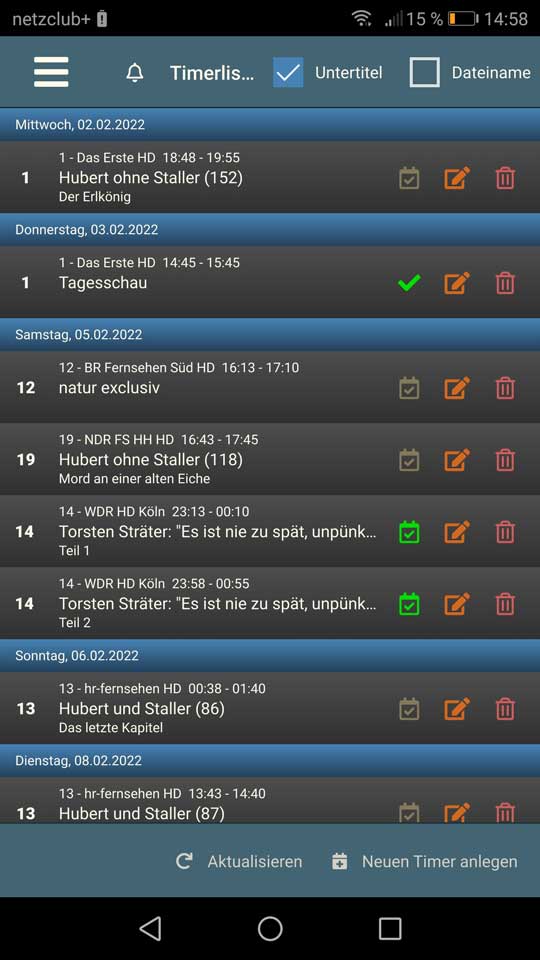 netzclub+ 15 % 14:58
Timerlis... Untertitel Dateiname
Mittwoch, 02.02.2022
1 - Das Erste HD 18:48 - 19:55
1 Hubert ohne Staller (152)
Der Erlkönig
Donnerstag, 03.02.2022
1 - Das Erste HD 14:45 - 15:45
1 Tagesschau
Samstag, 05.02.2022
12 - BR Fernsehen Süd HD 16:13 - 17:10
12 natur exclusiv
19 - NDR FS HH HD 16:43 - 17:45
19 Hubert ohne Staller (118)
Mord an einer alten Eiche
14 - WDR HD Köln 23:13 - 00:10
14 Torsten Sträter: "Es ist nie zu spät, unpünk...
Teil 1
14 - WDR HD Köln 23:58 - 00:55
14 Torsten Sträter: "Es ist nie zu spät, unpünk...
Teil 2
Sonntag, 06.02.2022
13 - hr-fernsehen HD 00:38 - 01:40
13 Hubert und Staller (86)
Das letzte Kapitel
Dienstag, 08.02.2022
13 - hr-fernsehen HD 13:43 - 14:40
13 Hubert und Staller (87)
Aktualisieren Neuen Timer anlegen